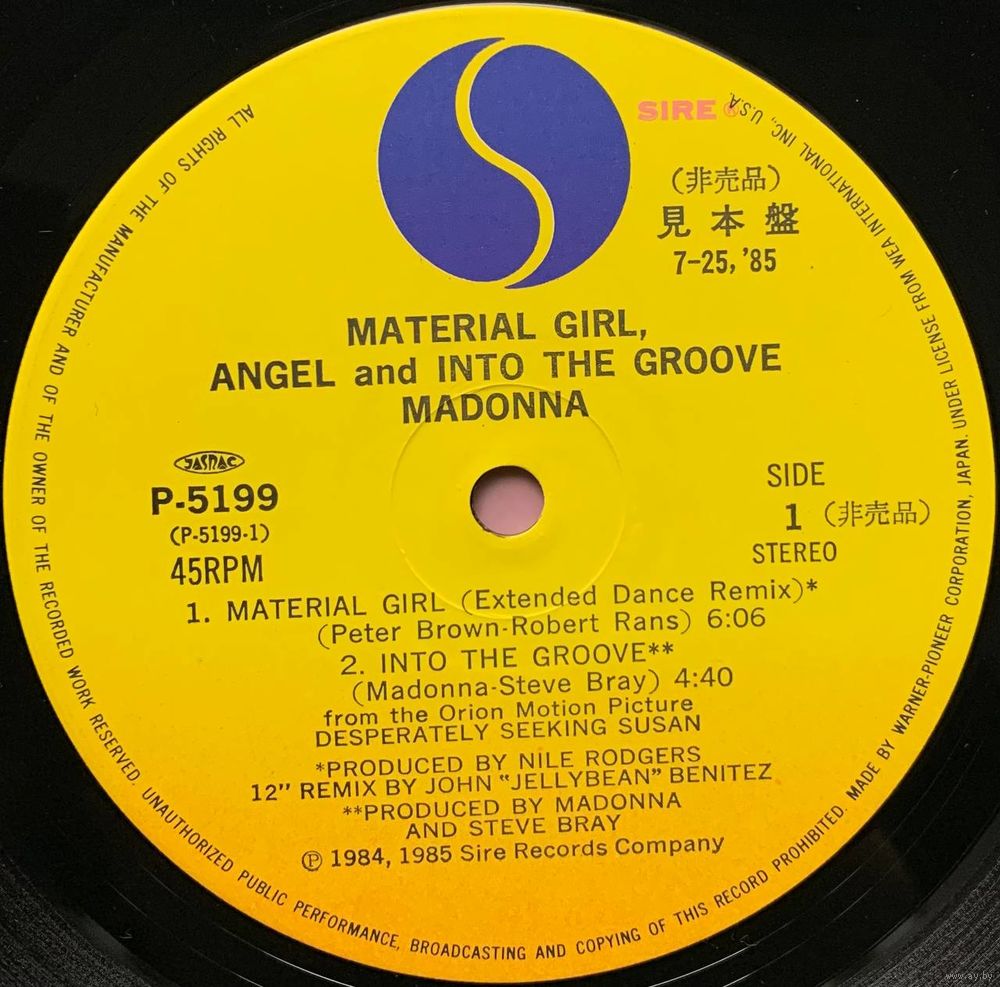 SIRE ®
(非売品)
見本盤
7-25, '85
MATERIAL GIRL,
ANGEL and INTO THE GROOVE
MADONNA
JASRAC
P-5199
(P-5199-1)
45RPM
SIDE
1 (非売品)
STEREO
1. MATERIAL GIRL (Extended Dance Remix)*
(Peter Brown-Robert Rans) 6:06
2. INTO THE GROOVE**
(Madonna-Steve Bray) 4:40
from the Orion Motion Picture
DESPERATELY SEEKING SUSAN
*PRODUCED BY NILE RODGERS
12" REMIX BY JOHN "JELLYBEAN" BENITEZ
**PRODUCED BY MADONNA
AND STEVE BRAY
Ⓟ 1984, 1985 Sire Records Company
ALL RIGHTS OF THE MANUFACTURER AND OF THE OWNER OF THE RECORDED WORK RESERVED. UNAUTHORIZED PUBLIC PERFORMANCE, BROADCASTING AND COPYING OF THIS RECORD PROHIBITED. MADE BY WARNER-PIONEER CORPORATION, JAPAN. UNDER LICENSE FROM WEA INTERNATIONAL INC., U.S.A.
www.ay.by